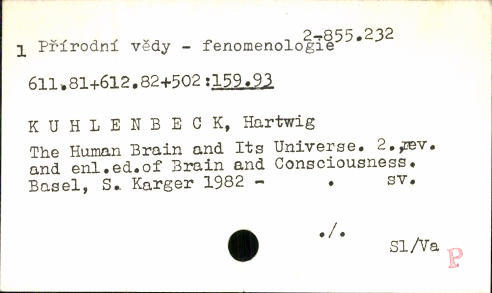 2-855.232
1 Přírodní vědy - fenomenologie
611.81+612.82+502:159.93
K U H L E N B E C K, Hartwig
The Human Brain and Its Universe. 2.,rev.
and enl.ed.of Brain and Consciousness.
Basel, S. Karger 1982 - . sv.
./.
Sl/Va
P